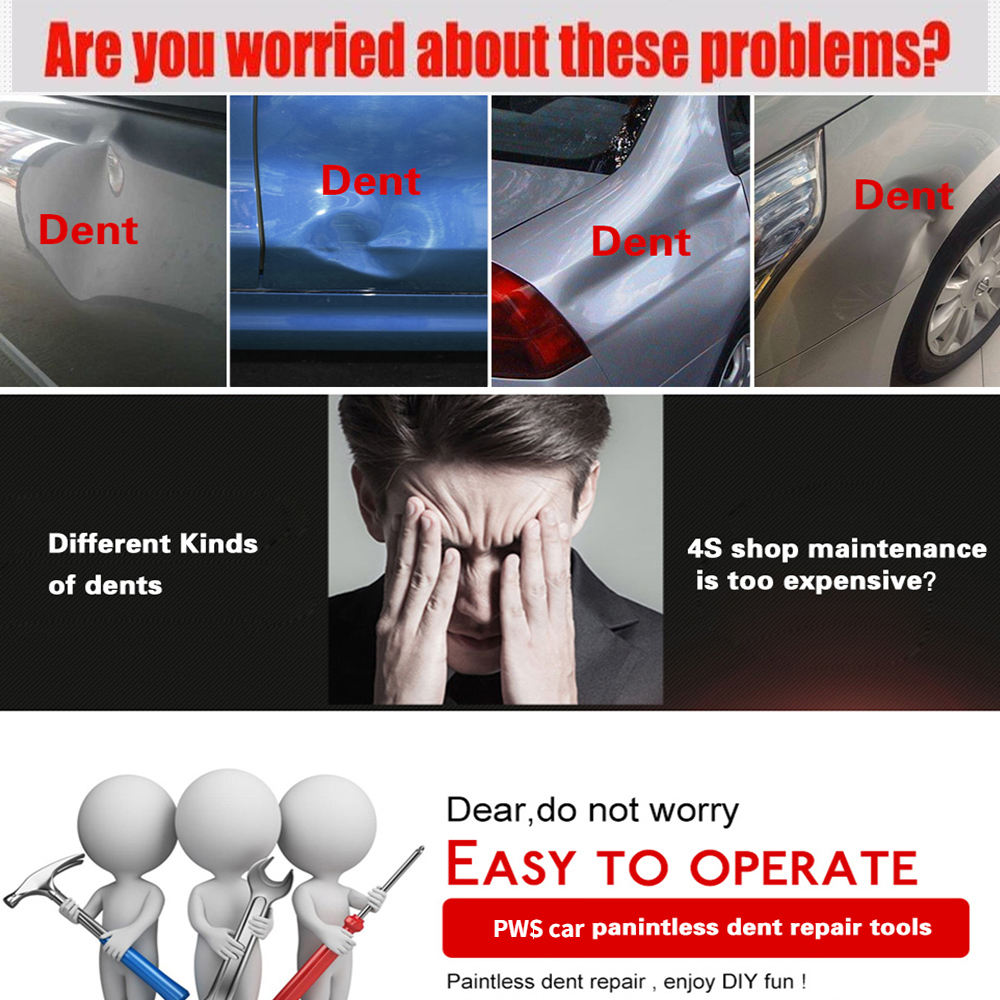 Are you worried about these problems?
Dent
Dent
Dent
Dent
Different Kinds
of dents
4S shop maintenance
is too expensive?
Dear,do not worry
EASY TO OPERATE
PWS car panintless dent repair tools
Paintless dent repair , enjoy DIY fun !